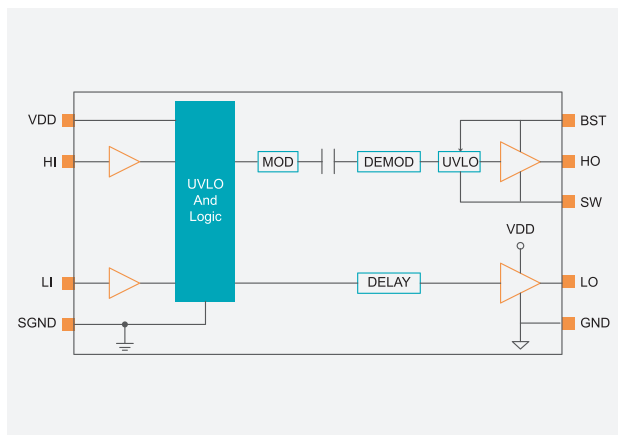 VDD
BST
HI
MOD
DEMOD
UVLO
HO
UVLO
And
Logic
SW
VDD
LI
DELAY
LO
SGND
GND